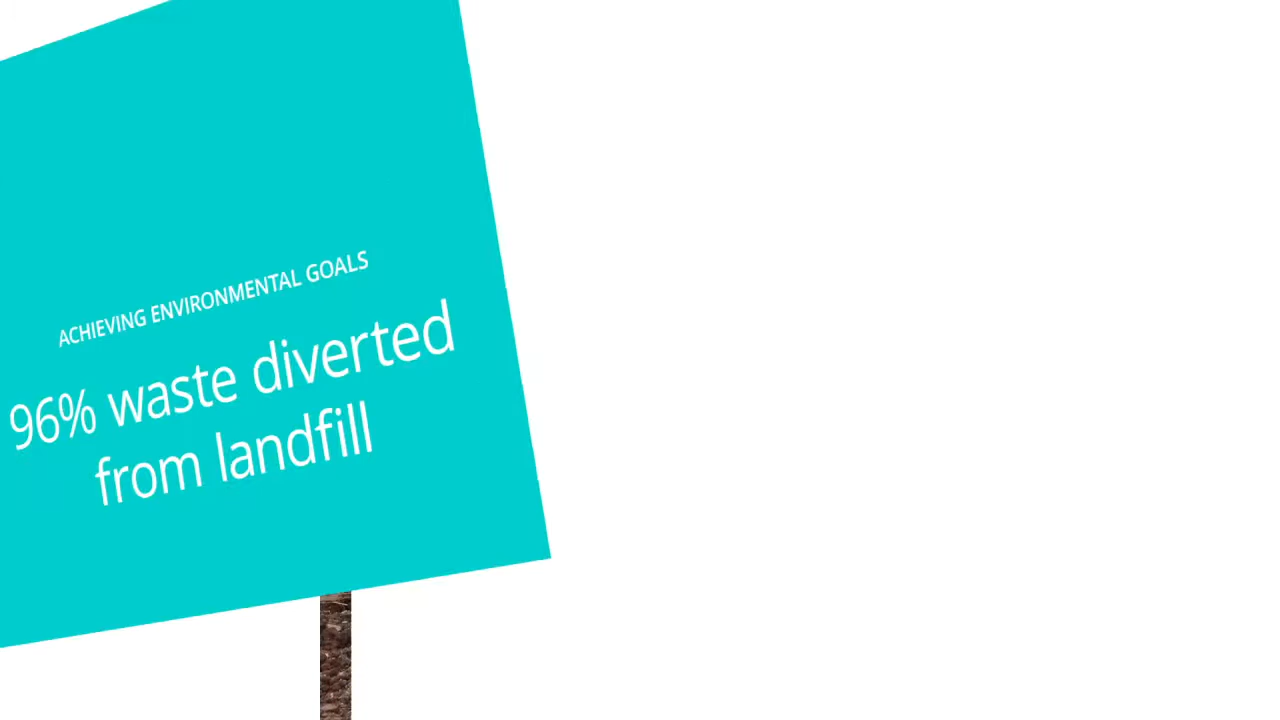 ACHIEVING ENVIRONMENTAL GOALS
96% waste diverted
from landfill